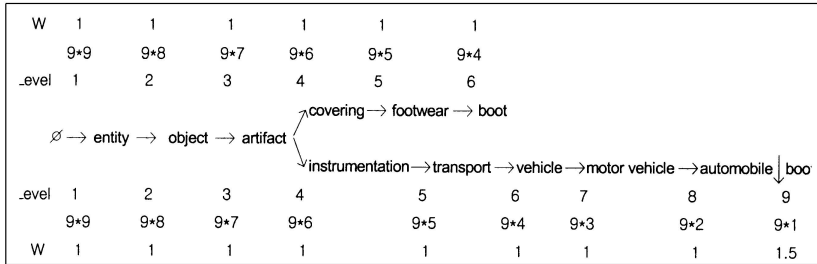 W 1 1 1 1 1 1
9*9 9*8 9*7 9*6 9*5 9*4
_evel 1 2 3 4 5 6
covering → footwear → boot
∅ → entity → object → artifact
instrumentation → transport → vehicle → motor vehicle → automobile ↓ boo
_evel 1 2 3 4 5 6 7 8 9
9*9 9*8 9*7 9*6 9*5 9*4 9*3 9*2 9*1
W 1 1 1 1 1 1 1 1 1.5